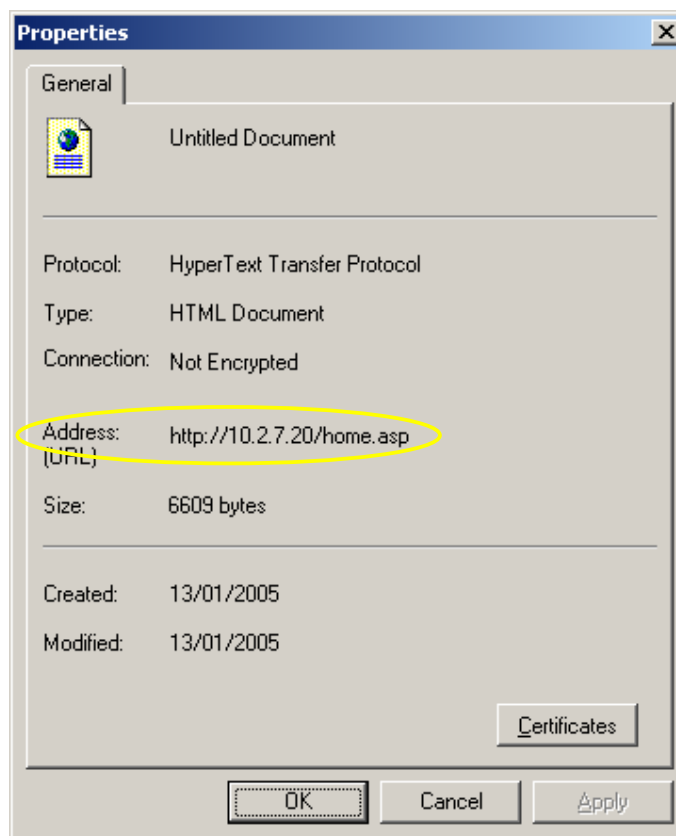 Properties
General
Untitled Document
Protocol: HyperText Transfer Protocol
Type: HTML Document
Connection: Not Encrypted
Address: http://10.2.7.20/home.asp
(URL)
Size: 6609 bytes
Created: 13/01/2005
Modified: 13/01/2005
Certificates
OK Cancel Apply